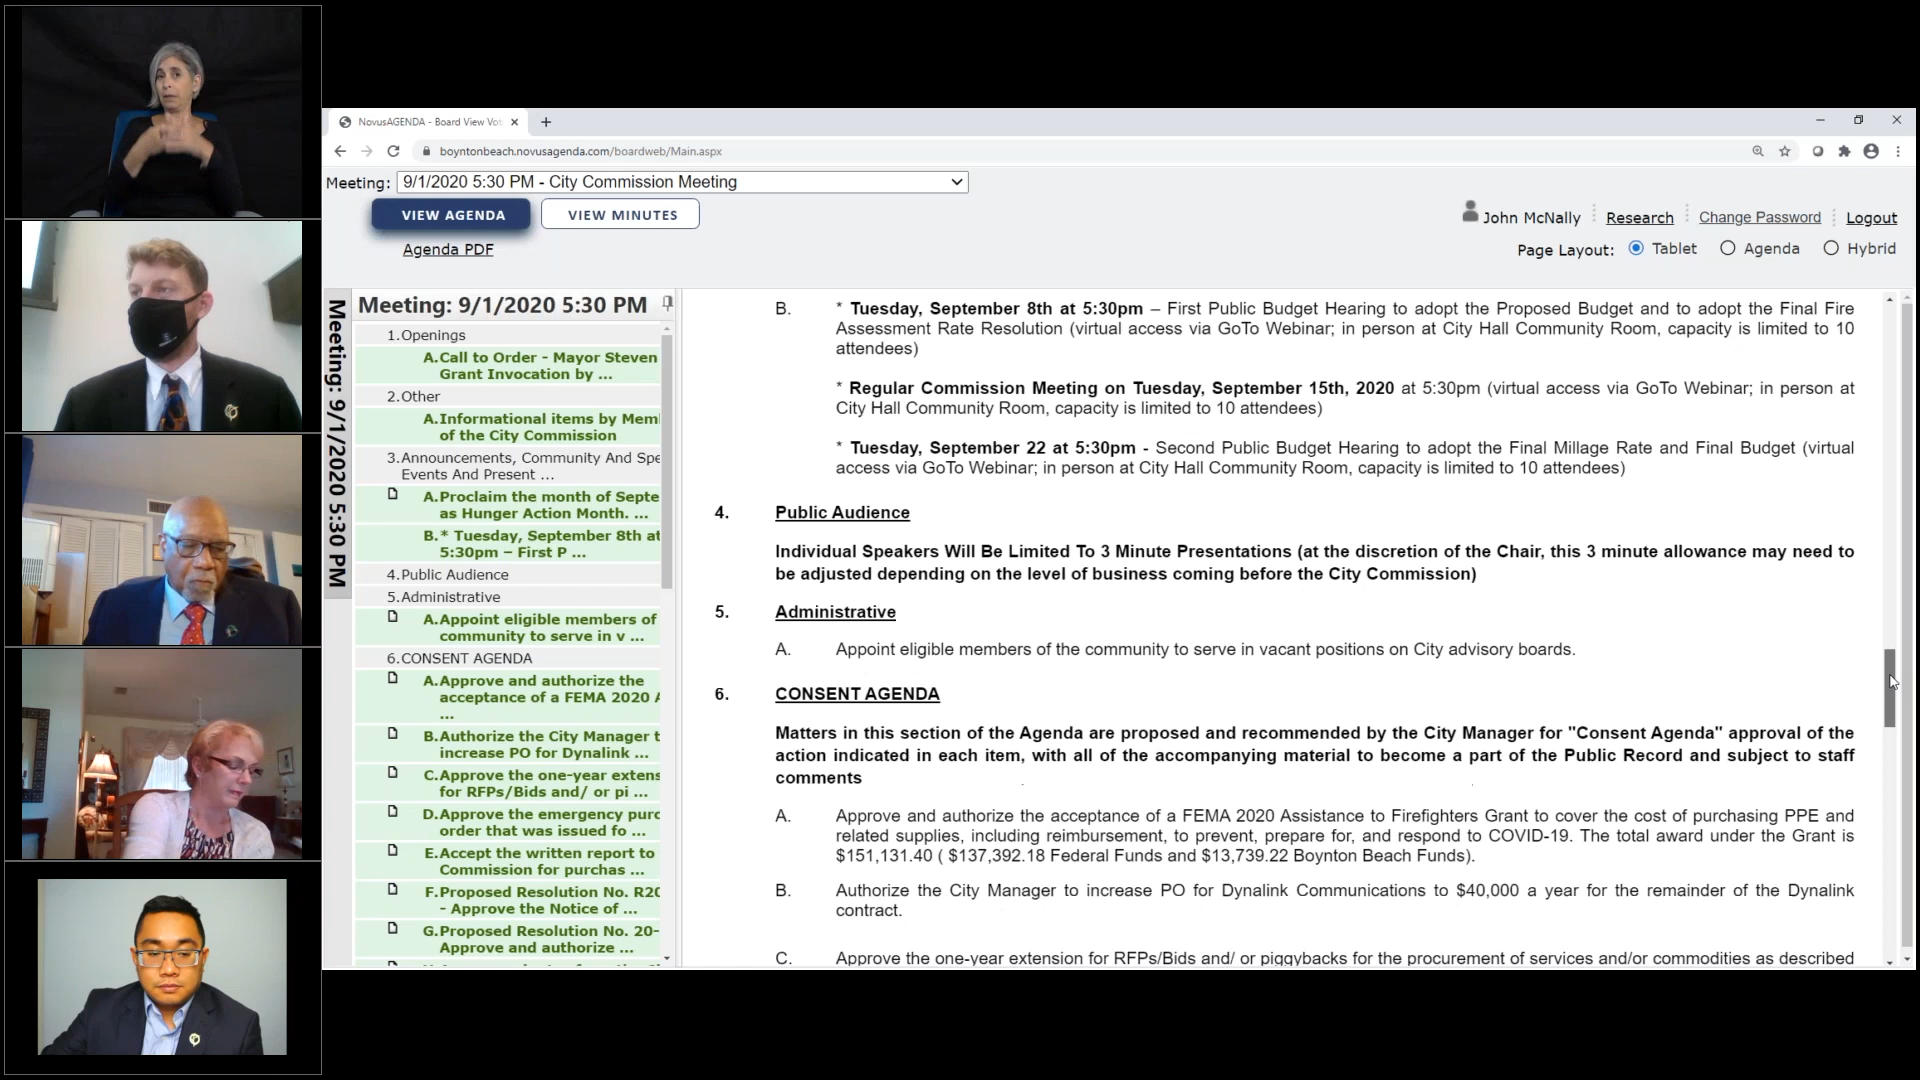 NovusAGENDA - Board View Vot
boyntonbeach.novusagenda.com/boardweb/Main.aspx
Meeting: 9/1/2020 5:30 PM - City Commission Meeting
VIEW AGENDA VIEW MINUTES
Agenda PDF
John McNally Research Change Password Logout
Page Layout: Tablet Agenda Hybrid
Meeting: 9/1/2020 5:30 PM
Meeting: 9/1/2020 5:30 PM
1.Openings
A.Call to Order - Mayor Steven
Grant Invocation by ...
2.Other
A.Informational items by Mem
of the City Commission
3.Announcements, Community And Spe
Events And Present ...
A.Proclaim the month of Septe
as Hunger Action Month. ...
B.* Tuesday, September 8th at
5:30pm – First P ...
4.Public Audience
5.Administrative
A.Appoint eligible members of
community to serve in v ...
6.CONSENT AGENDA
A.Approve and authorize the
acceptance of a FEMA 2020 A
...
B.Authorize the City Manager t
increase PO for Dynalink ...
C.Approve the one-year extens
for RFPs/Bids and/ or pi ...
D.Approve the emergency purc
order that was issued fo ...
E.Accept the written report to
Commission for purchas ...
F.Proposed Resolution No. R20
- Approve the Notice of ...
G.Proposed Resolution No. 20-
Approve and authorize ...
B. * Tuesday, September 8th at 5:30pm – First Public Budget Hearing to adopt the Proposed Budget and to adopt the Final Fire
Assessment Rate Resolution (virtual access via GoTo Webinar; in person at City Hall Community Room, capacity is limited to 10
attendees)
* Regular Commission Meeting on Tuesday, September 15th, 2020 at 5:30pm (virtual access via GoTo Webinar; in person at
City Hall Community Room, capacity is limited to 10 attendees)
* Tuesday, September 22 at 5:30pm - Second Public Budget Hearing to adopt the Final Millage Rate and Final Budget (virtual
access via GoTo Webinar; in person at City Hall Community Room, capacity is limited to 10 attendees)
4. Public Audience
Individual Speakers Will Be Limited To 3 Minute Presentations (at the discretion of the Chair, this 3 minute allowance may need to
be adjusted depending on the level of business coming before the City Commission)
5. Administrative
A. Appoint eligible members of the community to serve in vacant positions on City advisory boards.
6. CONSENT AGENDA
Matters in this section of the Agenda are proposed and recommended by the City Manager for "Consent Agenda" approval of the
action indicated in each item, with all of the accompanying material to become a part of the Public Record and subject to staff
comments
A. Approve and authorize the acceptance of a FEMA 2020 Assistance to Firefighters Grant to cover the cost of purchasing PPE and
related supplies, including reimbursement, to prevent, prepare for, and respond to COVID-19. The total award under the Grant is
$151,131.40 ( $137,392.18 Federal Funds and $13,739.22 Boynton Beach Funds).
B. Authorize the City Manager to increase PO for Dynalink Communications to $40,000 a year for the remainder of the Dynalink
contract.
C. Approve the one-year extension for RFPs/Bids and/ or piggybacks for the procurement of services and/or commodities as described